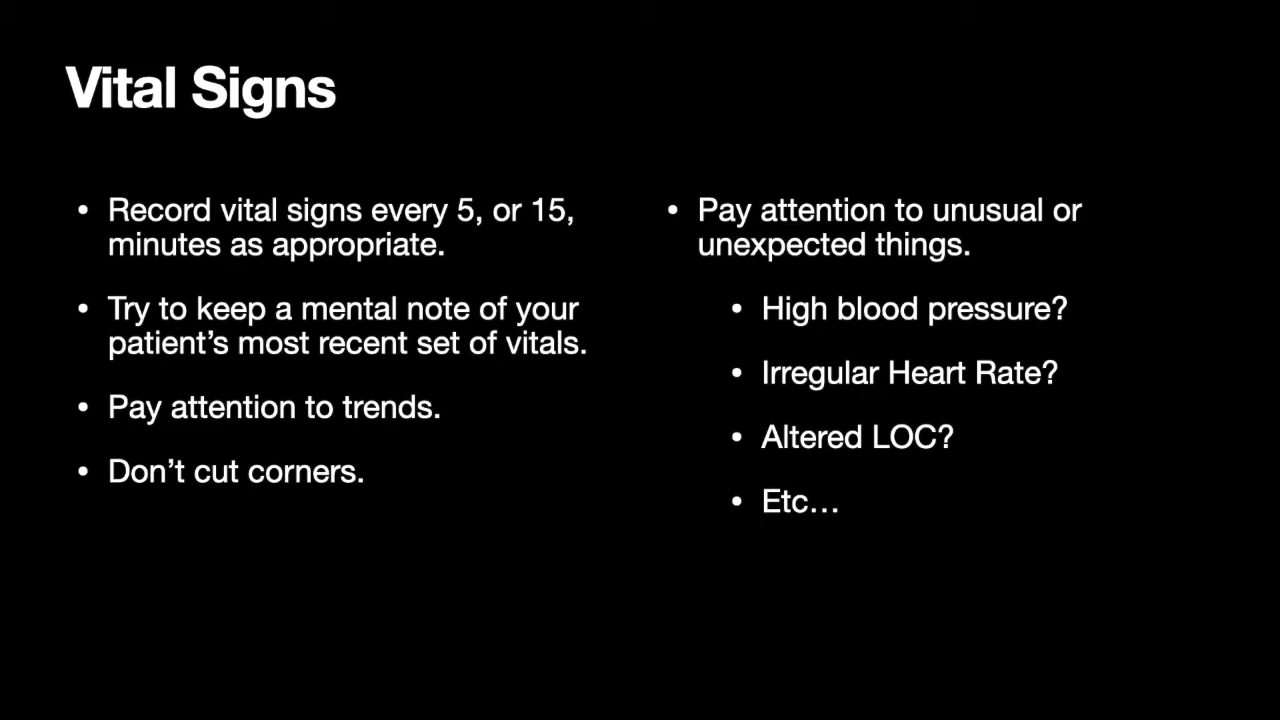 Vital Signs
• Record vital signs every 5, or 15,
minutes as appropriate.
• Try to keep a mental note of your
patient’s most recent set of vitals.
• Pay attention to trends.
• Don’t cut corners.
• Pay attention to unusual or
unexpected things.
• High blood pressure?
• Irregular Heart Rate?
• Altered LOC?
• Etc…